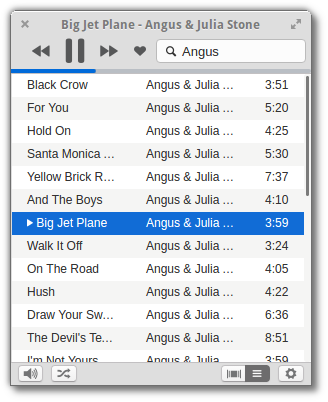 Big Jet Plane - Angus & Julia Stone
Angus
Black Crow Angus & Julia ... 3:51
For You Angus & Julia ... 5:20
Hold On Angus & Julia ... 4:25
Santa Monica ... Angus & Julia ... 5:30
Yellow Brick R... Angus & Julia ... 7:37
And The Boys Angus & Julia ... 4:10
Big Jet Plane Angus & Julia ... 3:59
Walk It Off Angus & Julia ... 3:24
On The Road Angus & Julia ... 4:05
Hush Angus & Julia ... 4:22
Draw Your Sw... Angus & Julia ... 6:36
The Devil's Te... Angus & Julia ... 8:51
I'm Not Yours Angus & Julia ... 3:59